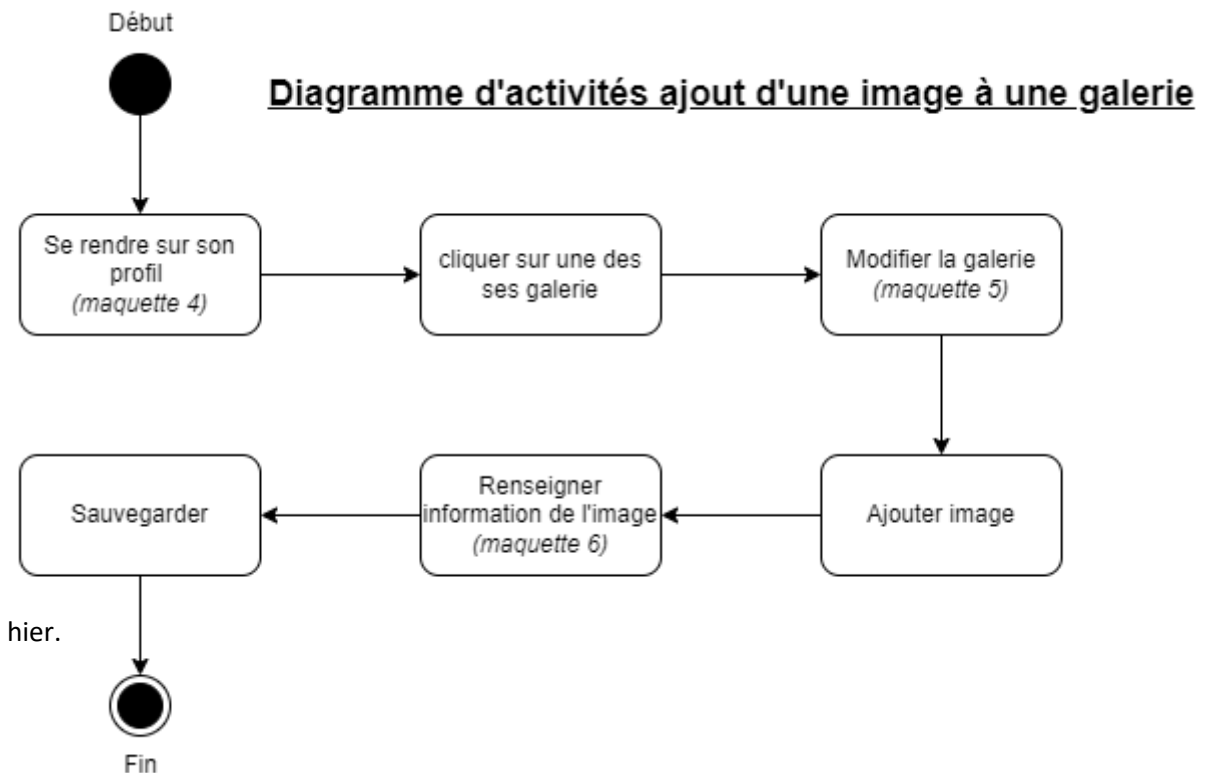 Début
Diagramme d'activités ajout d'une image à une galerie
Se rendre sur son
profil
(maquette 4)
cliquer sur une des
ses galerie
Modifier la galerie
(maquette 5)
Ajouter image
Renseigner
information de l'image
(maquette 6)
Sauvegarder
hier.
Fin